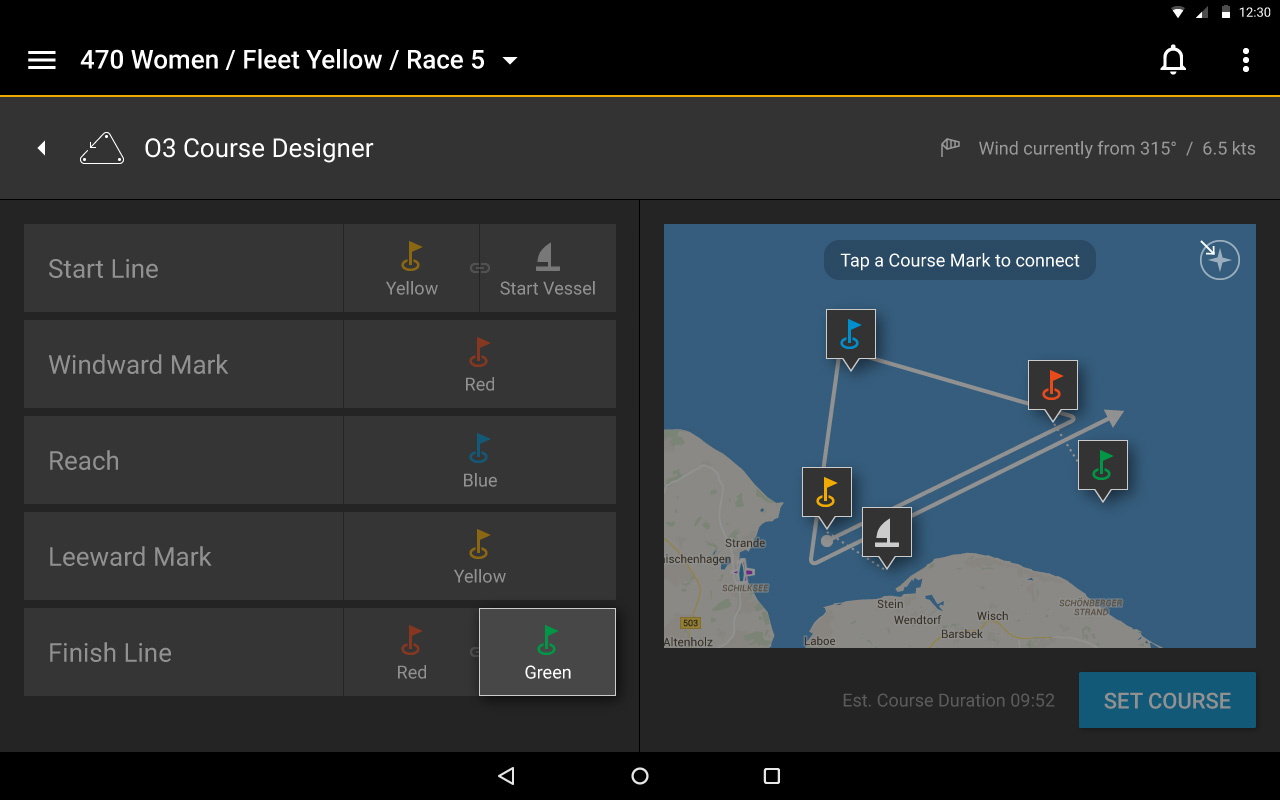 12:30
470 Women / Fleet Yellow / Race 5
O3 Course Designer
Wind currently from 315° / 6.5 kts
Start Line
Yellow
Start Vessel
Windward Mark
Red
Reach
Blue
Leeward Mark
Yellow
Finish Line
Red
Green
Tap a Course Mark to connect
Strande
ischenhagen
SCHILKSEE
503
Altenholz
Laboe
Stein
Wendtorf
Barsbek
Wisch
SCHÖNBERGER
STRAND
Est. Course Duration 09:52
SET COURSE